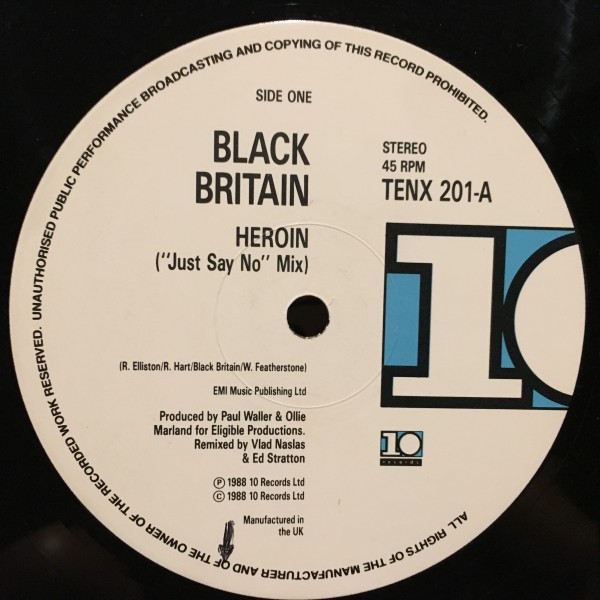 ALL RIGHTS OF THE MANUFACTURER AND OF THE OWNER OF THE RECORDED WORK RESERVED. UNAUTHORISED PUBLIC PERFORMANCE BROADCASTING AND COPYING OF THIS RECORD PROHIBITED.
SIDE ONE
BLACK
BRITAIN
HEROIN
(''Just Say No'' Mix)
STEREO
45 RPM
TENX 201-A
10
(R. Elliston/R. Hart/Black Britain/W. Featherstone)
EMI Music Publishing Ltd
Produced by Paul Waller & Ollie
Marland for Eligible Productions.
Remixed by Vlad Naslas
& Ed Stratton
℗ 1988 10 Records Ltd
© 1988 10 Records Ltd
Manufactured in
the UK
10
records